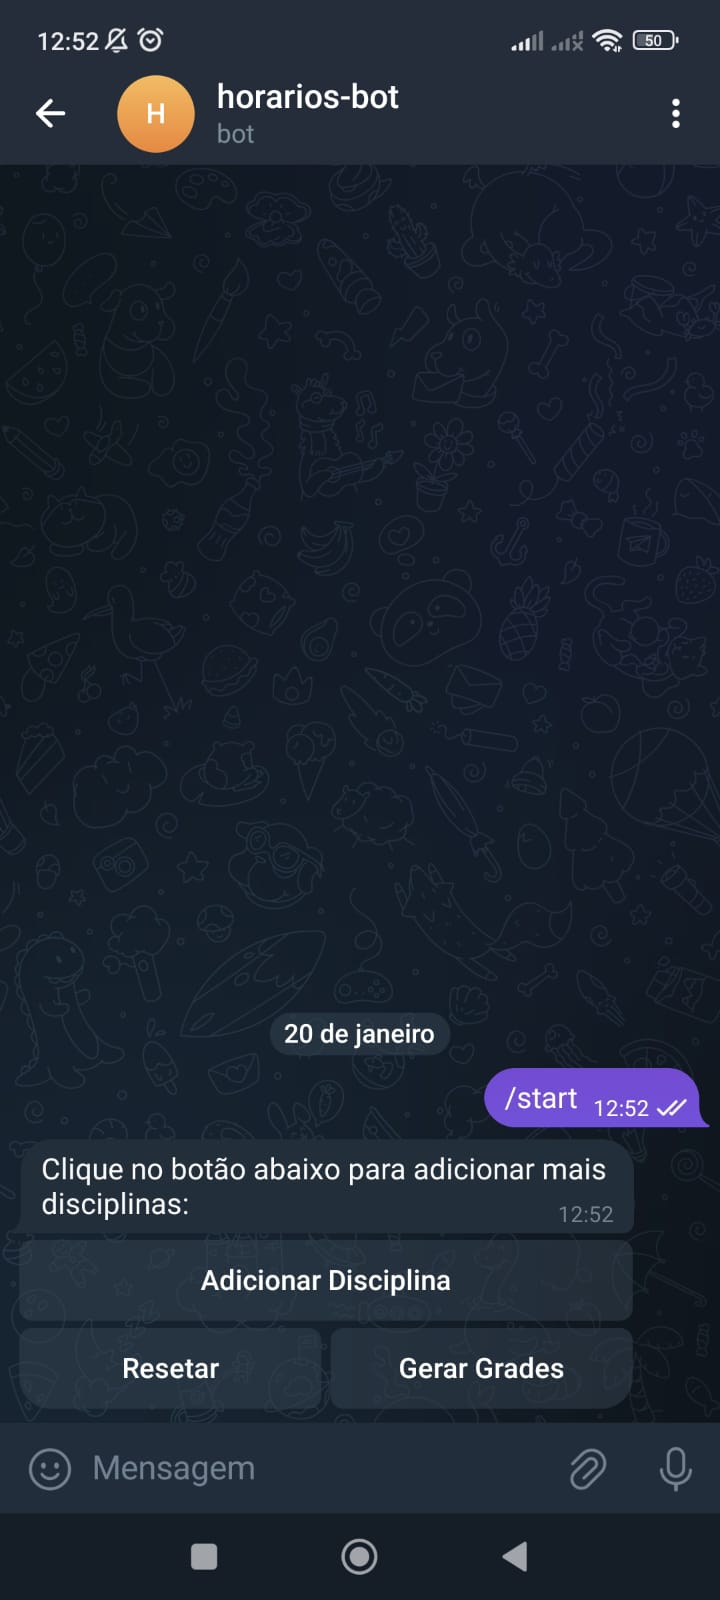 12:52
50
H
horarios-bot
bot
20 de janeiro
/start 12:52
Clique no botão abaixo para adicionar mais
disciplinas:
12:52
Adicionar Disciplina
Resetar
Gerar Grades
Mensagem